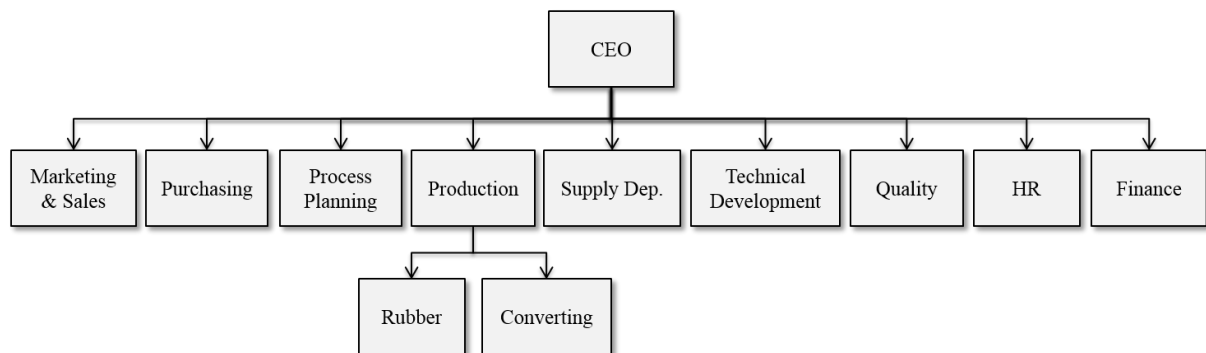 CEO
Marketing
& Sales
Purchasing
Process
Planning
Production
Supply Dep.
Technical
Development
Quality
HR
Finance
Rubber
Converting